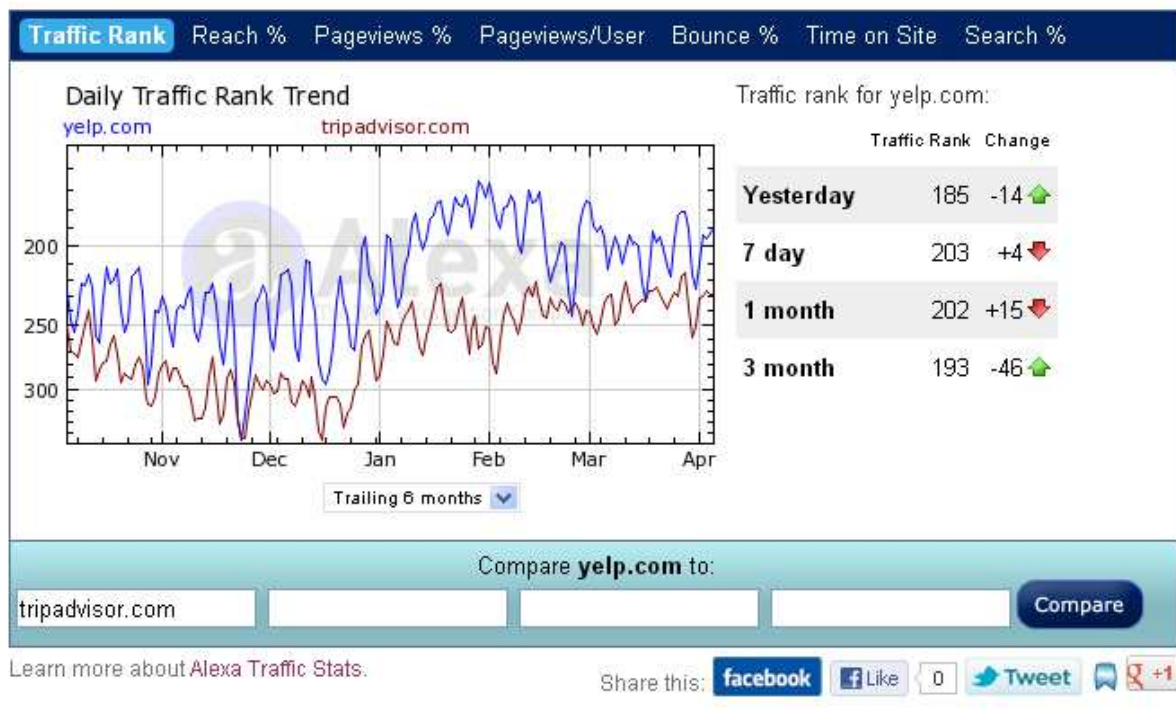 Traffic Rank Reach % Pageviews % Pageviews/User Bounce % Time on Site Search %
Daily Traffic Rank Trend
yelp.com tripadvisor.com
200
250
300
Nov Dec Jan Feb Mar Apr
a Alexa
Trailing 6 months
Traffic rank for yelp.com:
Traffic Rank Change
Yesterday 185 -14
7 day 203 +4
1 month 202 +15
3 month 193 -46
Compare yelp.com to:
tripadvisor.com Compare
Learn more about Alexa Traffic Stats.
Share this: facebook f Like 0 Tweet g +1